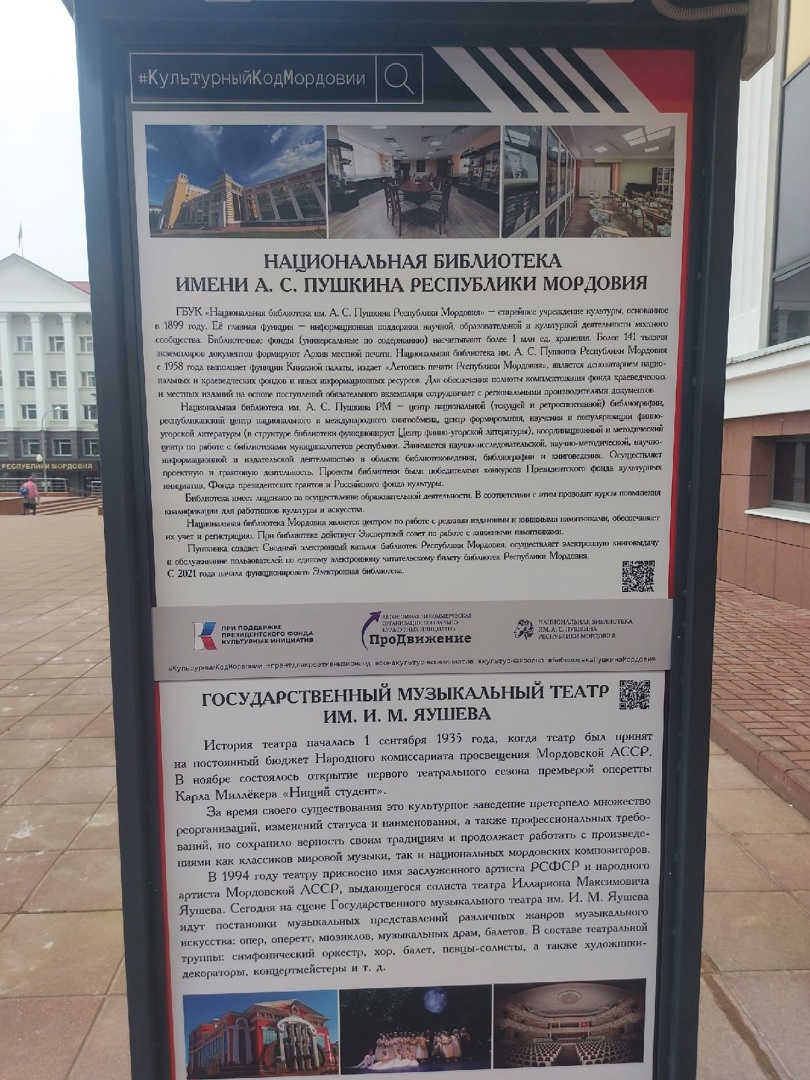 #КультурныйКодМордовии
НАЦИОНАЛЬНАЯ БИБЛИОТЕКА
ИМЕНИ А. С. ПУШКИНА РЕСПУБЛИКИ МОРДОВИЯ
ГБУК «Национальная библиотека им. А. С. Пушкина Республики Мордовия» — старейшее учреждение культуры, основанное
в 1899 году. Её главная функция — информационная поддержка научной, образовательной и культурной деятельности местного
сообщества. Библиотечные фонды (универсальные по содержанию) насчитывают более 1 млн ед. хранения. Более 141 тысячи
экземпляров документов формируют Архив местной печати. Национальная библиотека им. А. С. Пушкина Республики Мордовия
с 1958 года выполняет функции Книжной палаты, издает «Летопись печати Республики Мордовия», является депозитарием нацио-
нальных и краеведческих фондов и иных информационных ресурсов. Для обеспечения полноты комплектования фонда краеведческих
и местных изданий на основе поступлений обязательного экземпляра сотрудничает с региональными производителями документов.
Национальная библиотека им. А. С. Пушкина РМ — центр национальной (текущей и ретроспективной) библиографии,
республиканский центр национального и международного книгообмена, центр формирования, изучения и популяризации финно-
угорской литературы (в структуре библиотеки функционирует Центр финно-угорской литературы), координационный и методический
центр по работе с библиотеками муниципалитетов республики. Занимается научно-исследовательской, научно-методической, научно-
информационной и издательской деятельностью в области библиотековедения, библиографии и книговедения. Осуществляет
проектную и грантовую деятельность. Проекты библиотеки были победителями конкурсов Президентского фонда культурных
инициатив, Фонда президентских грантов и Российского фонда культуры.
Библиотека имеет лицензию на осуществление образовательной деятельности. В соответствии с этим проводит курсы повышения
квалификации для работников культуры и искусства.
Национальная библиотека Мордовии является центром по работе с редкими изданиями и книжными памятниками, обеспечивает
их учет и регистрацию. При библиотеке действует Экспертный совет по работе с книжными памятниками.
Пушкинка создает Сводный электронный каталог библиотек Республики Мордовия, осуществляет электронную книговыдачу
и обслуживание пользователей по единому электронному читательскому билету библиотек Республики Мордовия.
С 2021 года начала функционировать Электронная библиотека.
ПРИ ПОДДЕРЖКЕ
ПРЕЗИДЕНТСКОГО ФОНДА
КУЛЬТУРНЫХ ИНИЦИАТИВ
АВТОНОМНАЯ НЕКОММЕРЧЕСКАЯ
ОРГАНИЗАЦИЯ СОЦИАЛЬНО-
КУЛЬТУРНЫХ ИНИЦИАТИВ
ПроДвижение
НАЦИОНАЛЬНАЯ БИБЛИОТЕКА
ИМ. А. С. ПУШКИНА
РЕСПУБЛИКИ МОРДОВИЯ
#КультурныйКодМордовии #грантдлякреативныхкоманд #фондкультурныхинициатив #БиблиотекаПушкинаМордовия
ГОСУДАРСТВЕННЫЙ МУЗЫКАЛЬНЫЙ ТЕАТР
ИМ. И. М. ЯУШЕВА
История театра началась 1 сентября 1935 года, когда театр был принят
на постоянный бюджет Народного комиссариата просвещения Мордовской АССР.
В ноябре состоялось открытие первого театрального сезона премьерой оперетты
Карла Миллёкера «Нищий студент».
За время своего существования это культурное заведение претерпело множество
реорганизаций, изменений статуса и наименования, а также профессиональных требо-
ваний, но сохранило верность своим традициям и продолжает работать с произведе-
ниями как классиков мировой музыки, так и национальных мордовских композиторов.
В 1994 году театру присвоено имя заслуженного артиста РСФСР и народного
артиста Мордовской АССР, выдающегося солиста театра Иллариона Максимовича
Яушева. Сегодня на сцене Государственного музыкального театра им. И. М. Яушева
идут постановки музыкальных представлений различных жанров музыкального
искусства: опер, оперетт, мюзиклов, музыкальных драм, балетов. В составе театральной
труппы: симфонический оркестр, хор, балет, певцы-солисты, а также художники-
декораторы, концертмейстеры и т. д.
РЕСПУБЛИКИ МОРДОВИЯ